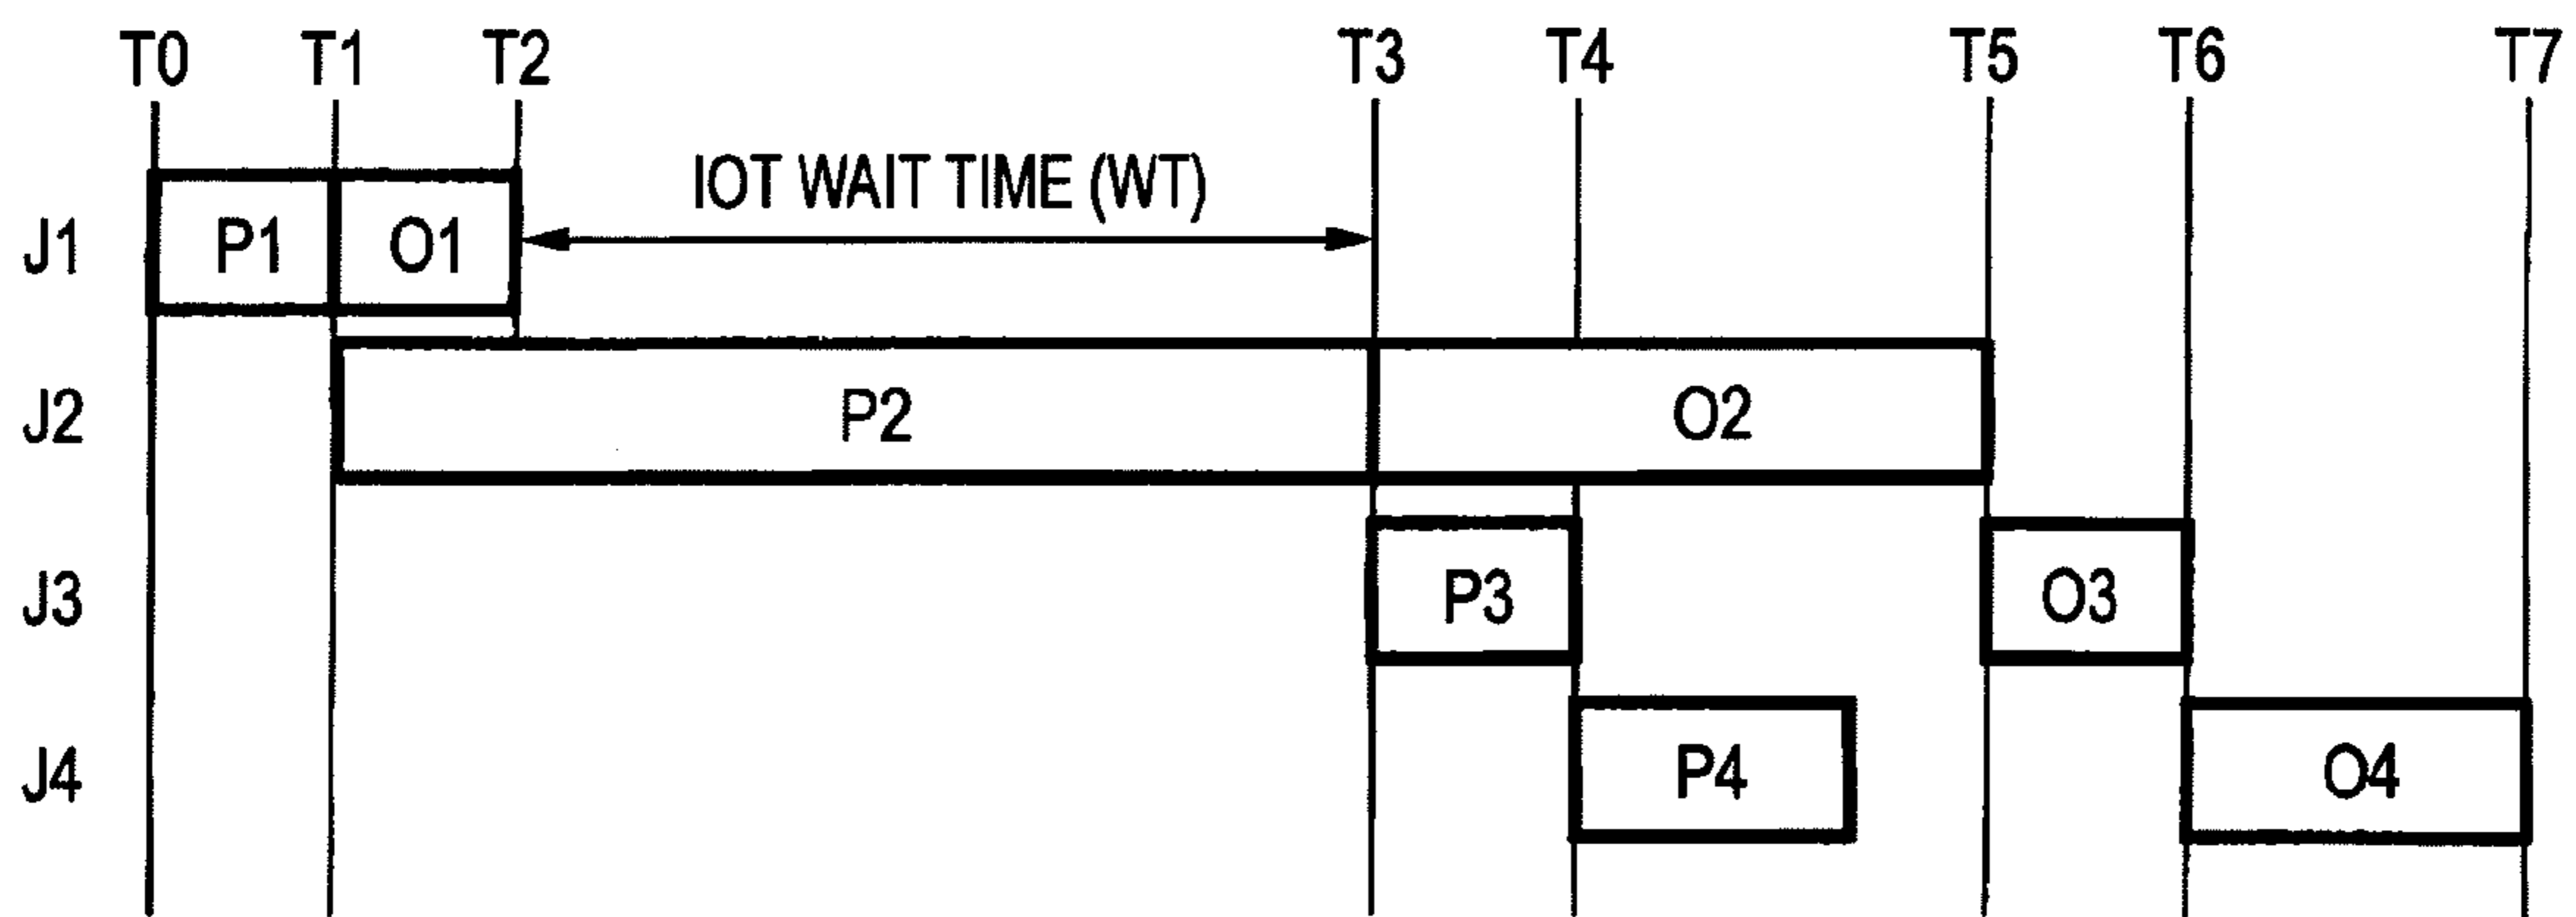 T0 T1 T2 T3 T4 T5 T6 T7
IOT WAIT TIME (WT)
J1 P1 O1
J2 P2 O2
J3 P3 O3
J4 P4 O4